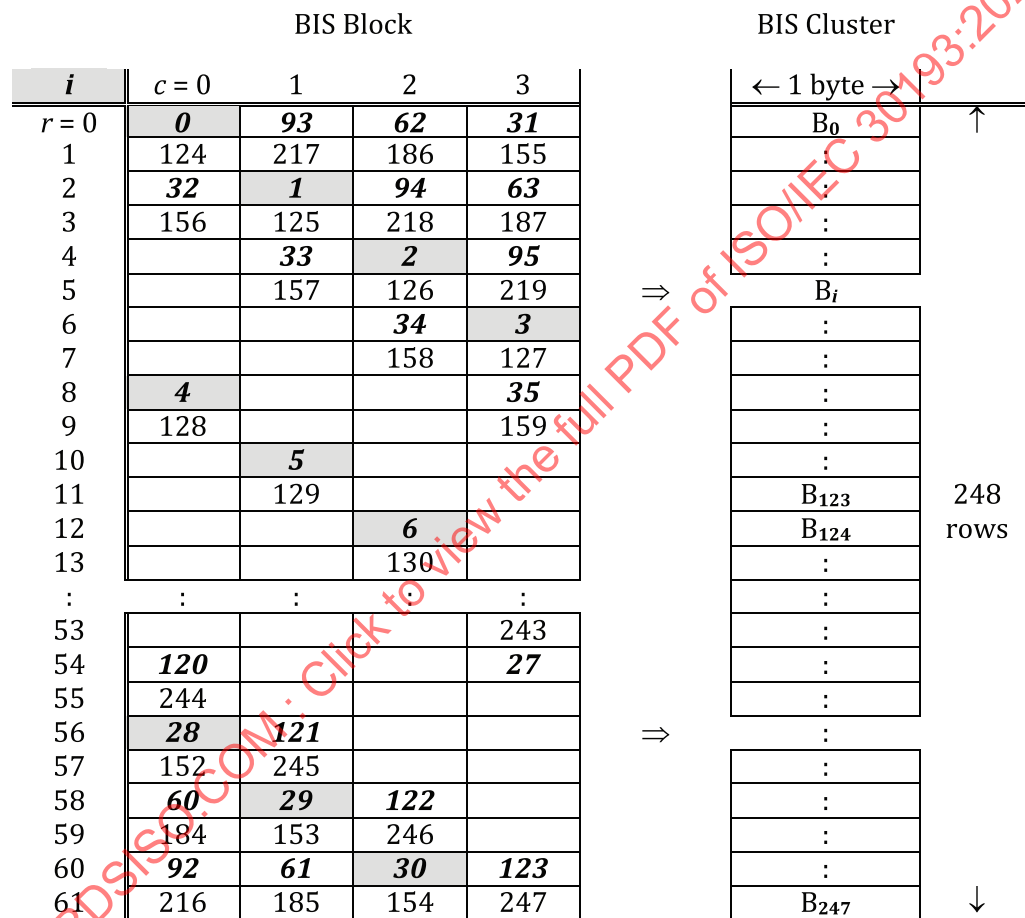 BIS Block BIS Cluster
i c = 0 1 2 3 ← 1 byte →
r = 0 0 93 62 31 B0 ↑
1 124 217 186 155 :
2 32 1 94 63 :
3 156 125 218 187 :
4 33 2 95 :
5 157 126 219 ⇒ Bi
6 34 3 :
7 158 127 :
8 4 35 :
9 128 159 :
10 5 :
11 129 B123 248
12 6 B124 rows
13 130 :
: : : : : :
53 243 :
54 120 27 :
55 244 :
56 28 121 ⇒ :
57 152 245 :
58 60 29 122 :
59 184 153 246 :
60 92 61 30 123 :
61 216 185 154 247 B247 ↓
DSISO.COM : Click to view the full PDF of ISO/IEC 30193:20